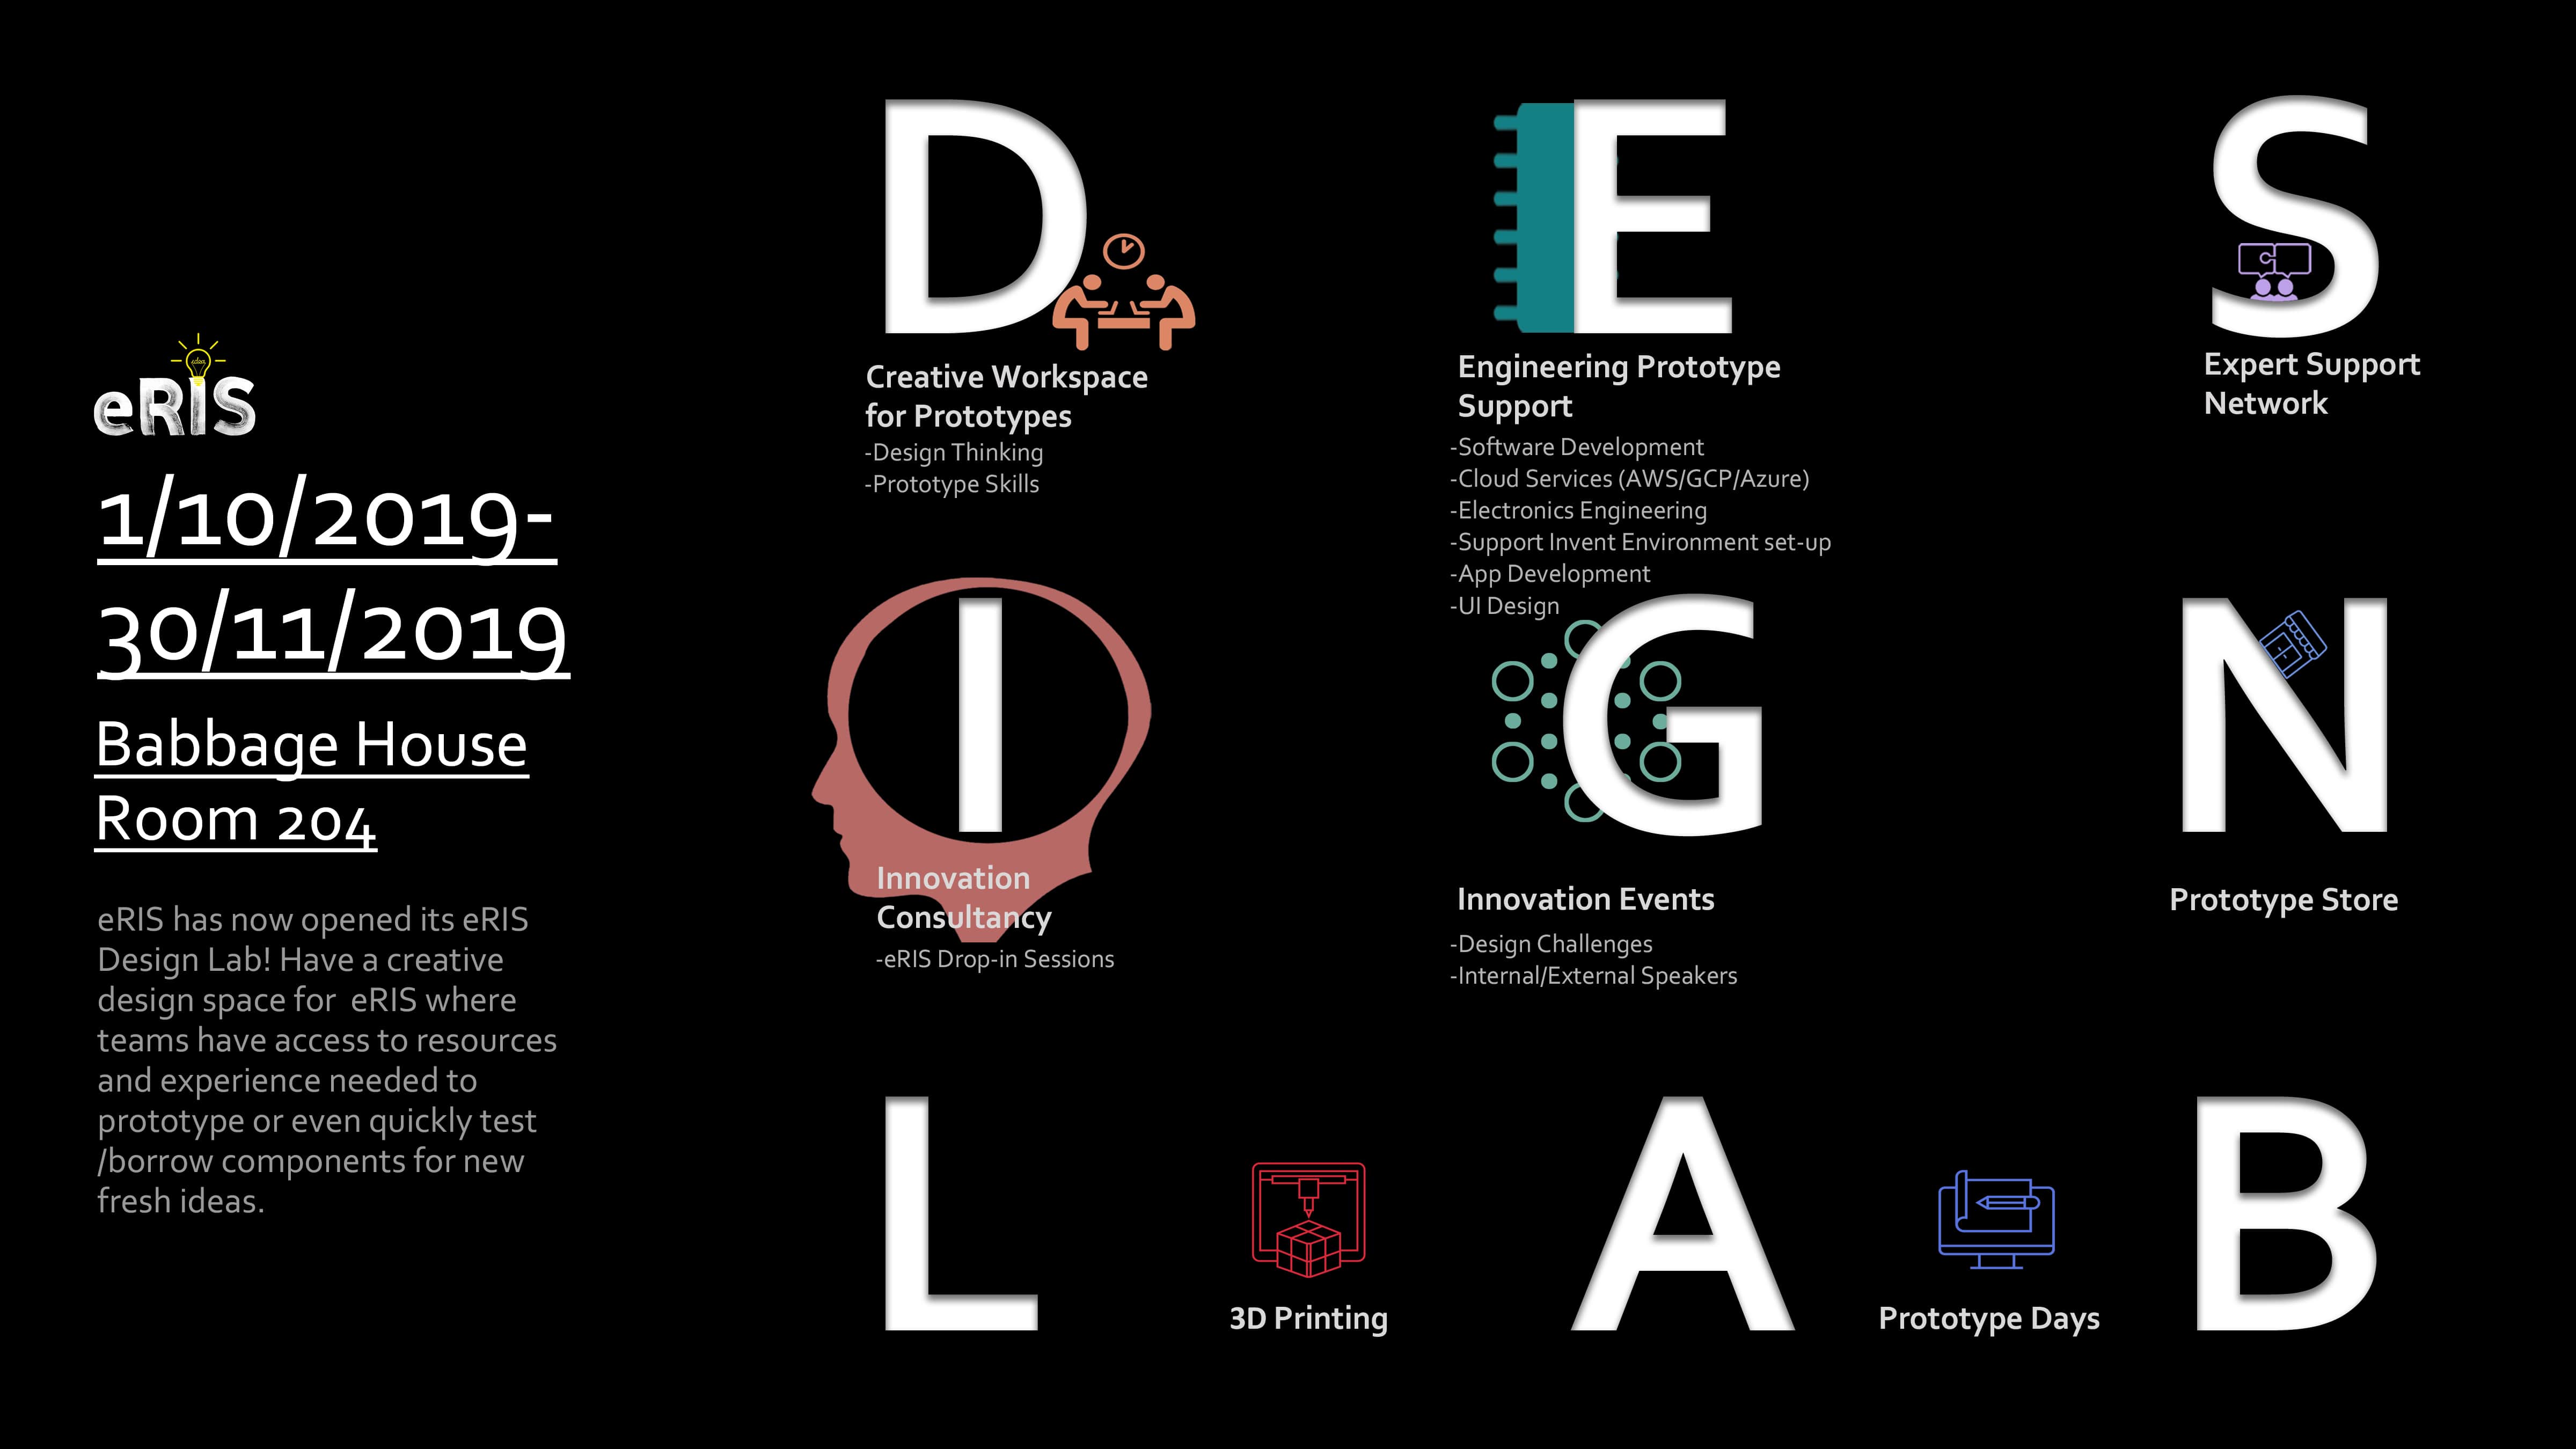 eRIS
1/10/2019-
30/11/2019
Babbage House
Room 204
eRIS has now opened its eRIS
Design Lab! Have a creative
design space for  eRIS where
teams have access to resources
and experience needed to
prototype or even quickly test
/borrow components for new
fresh ideas.
D
Creative Workspace
for Prototypes
-Design Thinking
-Prototype Skills
E
Engineering Prototype
Support
-Software Development
-Cloud Services (AWS/GCP/Azure)
-Electronics Engineering
-Support Invent Environment set-up
-App Development
-UI Design
S
Expert Support
Network
I
Innovation
Consultancy
-eRIS Drop-in Sessions
G
Innovation Events
-Design Challenges
-Internal/External Speakers
N
Prototype Store
L
3D Printing
A
Prototype Days
B